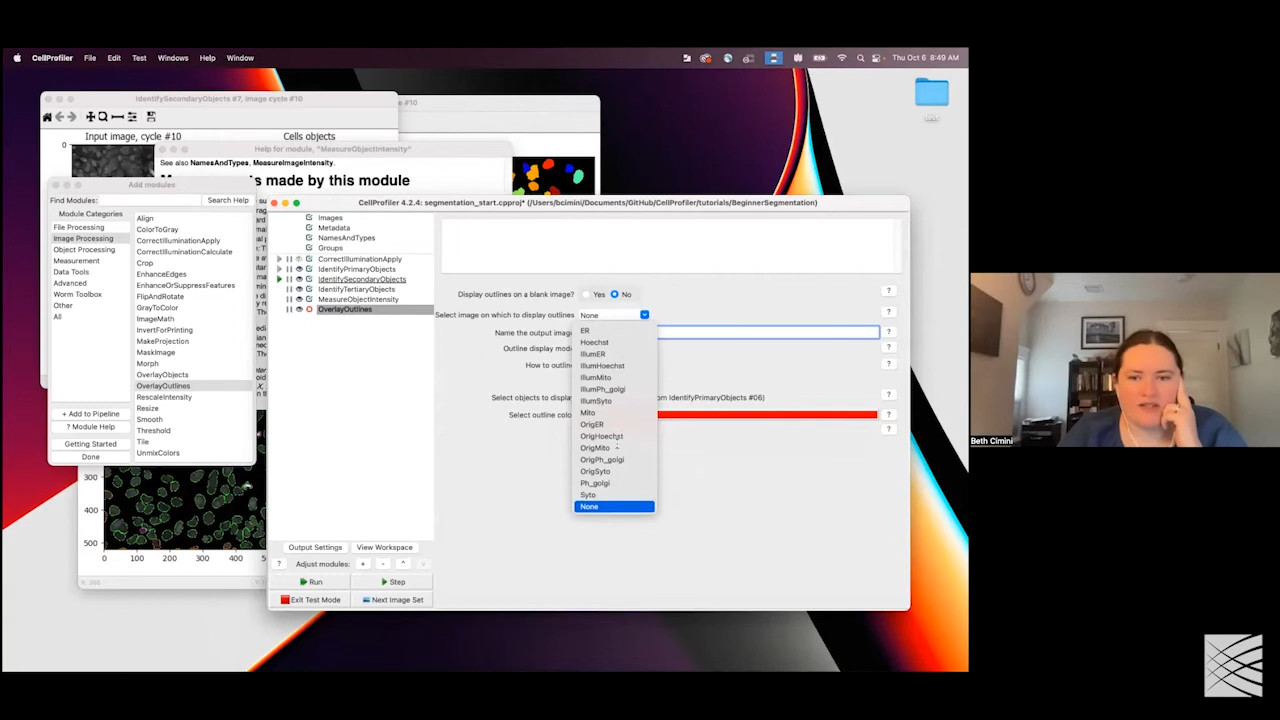 CellProfiler File Edit Test Windows Help Window Thu Oct 6 8:49 AM
IdentifySecondaryObjects #7, image cycle #10
#10
Input image, cycle #10 Cells objects
0
Help for module, "MeasureObjectIntensity"
See also NamesAndTypes, MeasureImageIntensity.
made by this module
Add modules
Find Modules: Search Help
Module Categories
File Processing
Image Processing
Object Processing
Measurement
Data Tools
Advanced
Worm Toolbox
Other
All
+ Add to Pipeline
? Module Help
Getting Started
Done
Align
ColorToGray
CorrectIlluminationApply
CorrectIlluminationCalculate
Crop
EnhanceEdges
EnhanceOrSuppressFeatures
FlipAndRotate
GrayToColor
ImageMath
InvertForPrinting
MakeProjection
MaskImage
Morph
OverlayObjects
OverlayOutlines
RescaleIntensity
Resize
Smooth
Threshold
Tile
UnmixColors
300
400
500
0 100 200 300 400
CellProfiler 4.2.4: segmentation_start.cpproj* (/Users/bcimini/Documents/GitHub/CellProfiler/tutorials/BeginnerSegmentation)
Images
Metadata
NamesAndTypes
Groups
CorrectIlluminationApply
IdentifyPrimaryObjects
IdentifySecondaryObjects
IdentifyTertiaryObjects
MeasureObjectIntensity
OverlayOutlines
Output Settings View Workspace
? Adjust modules: + - ^ v
Run Step
Exit Test Mode Next Image Set
Display outlines on a blank image? Yes No ?
Select image on which to display outlines None ?
Name the output imag ?
Outline display mod ?
How to outlin ?
Select objects to displa om IdentifyPrimaryObjects #06) ?
Select outline colo ?
?
ER
Hoechst
IllumER
IllumHoechst
IllumMito
IllumPh_golgi
IllumSyto
Mito
OrigER
OrigHoechst
OrigMito
OrigPh_golgi
OrigSyto
Ph_golgi
Syto
None
Beth Cimini